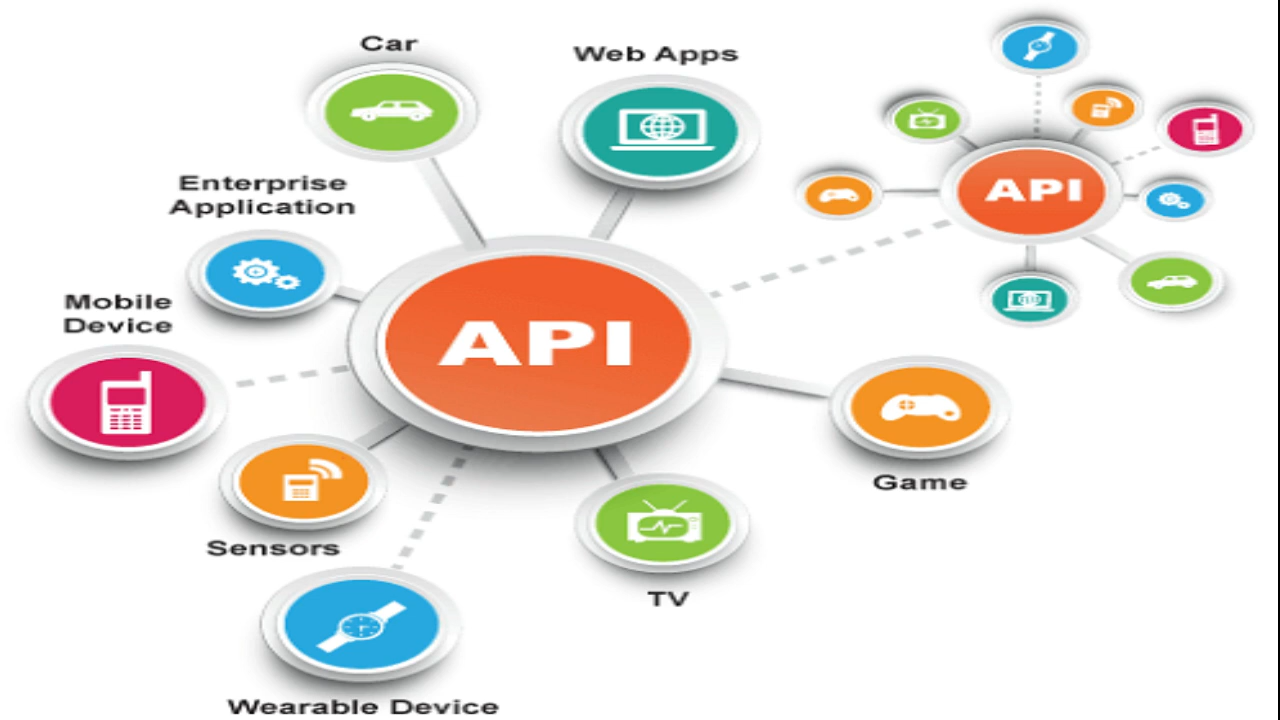 Car
Web Apps
Enterprise
Application
API
Mobile
Device
API
Game
Sensors
TV
Wearable Device